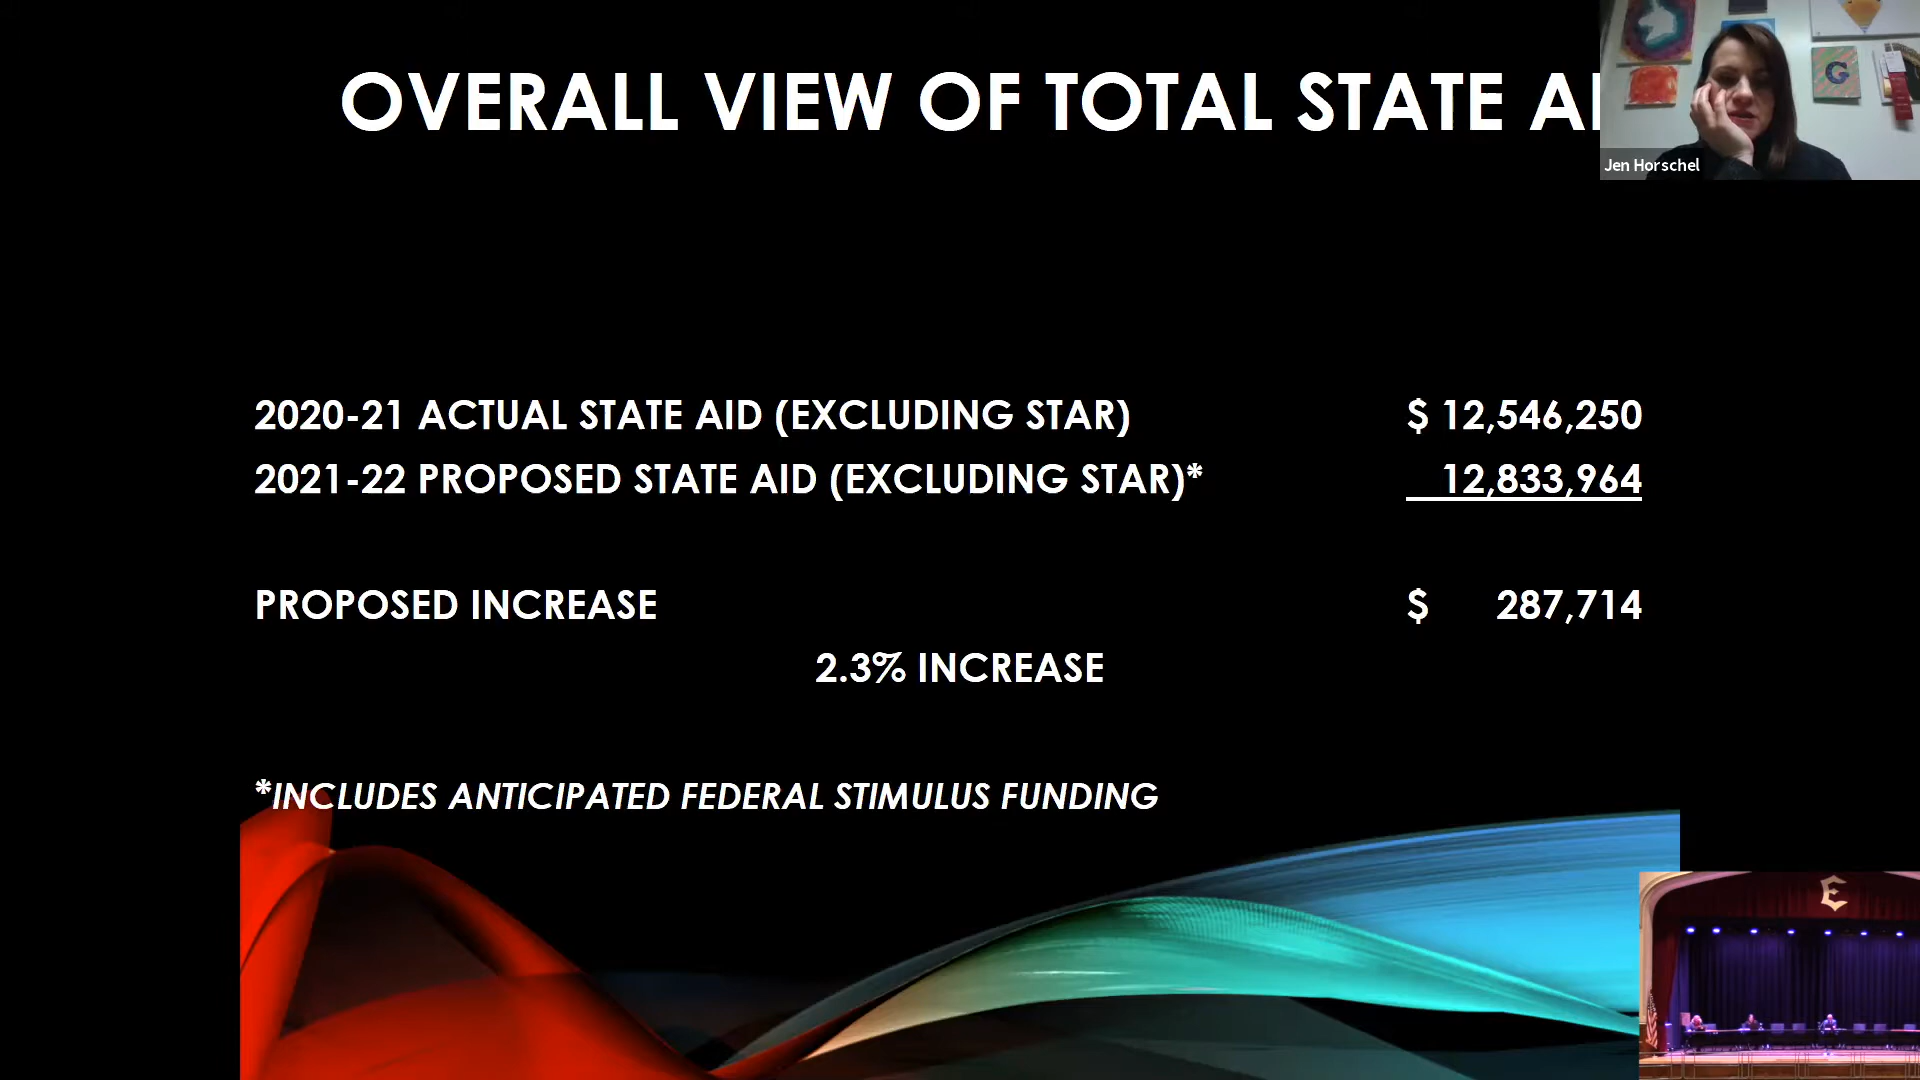 OVERALL VIEW OF TOTAL STATE
Jen Horschel
G
2020-21 ACTUAL STATE AID (EXCLUDING STAR) $ 12,546,250
2021-22 PROPOSED STATE AID (EXCLUDING STAR)* 12,833,964
PROPOSED INCREASE $ 287,714
2.3% INCREASE
*INCLUDES ANTICIPATED FEDERAL STIMULUS FUNDING
E